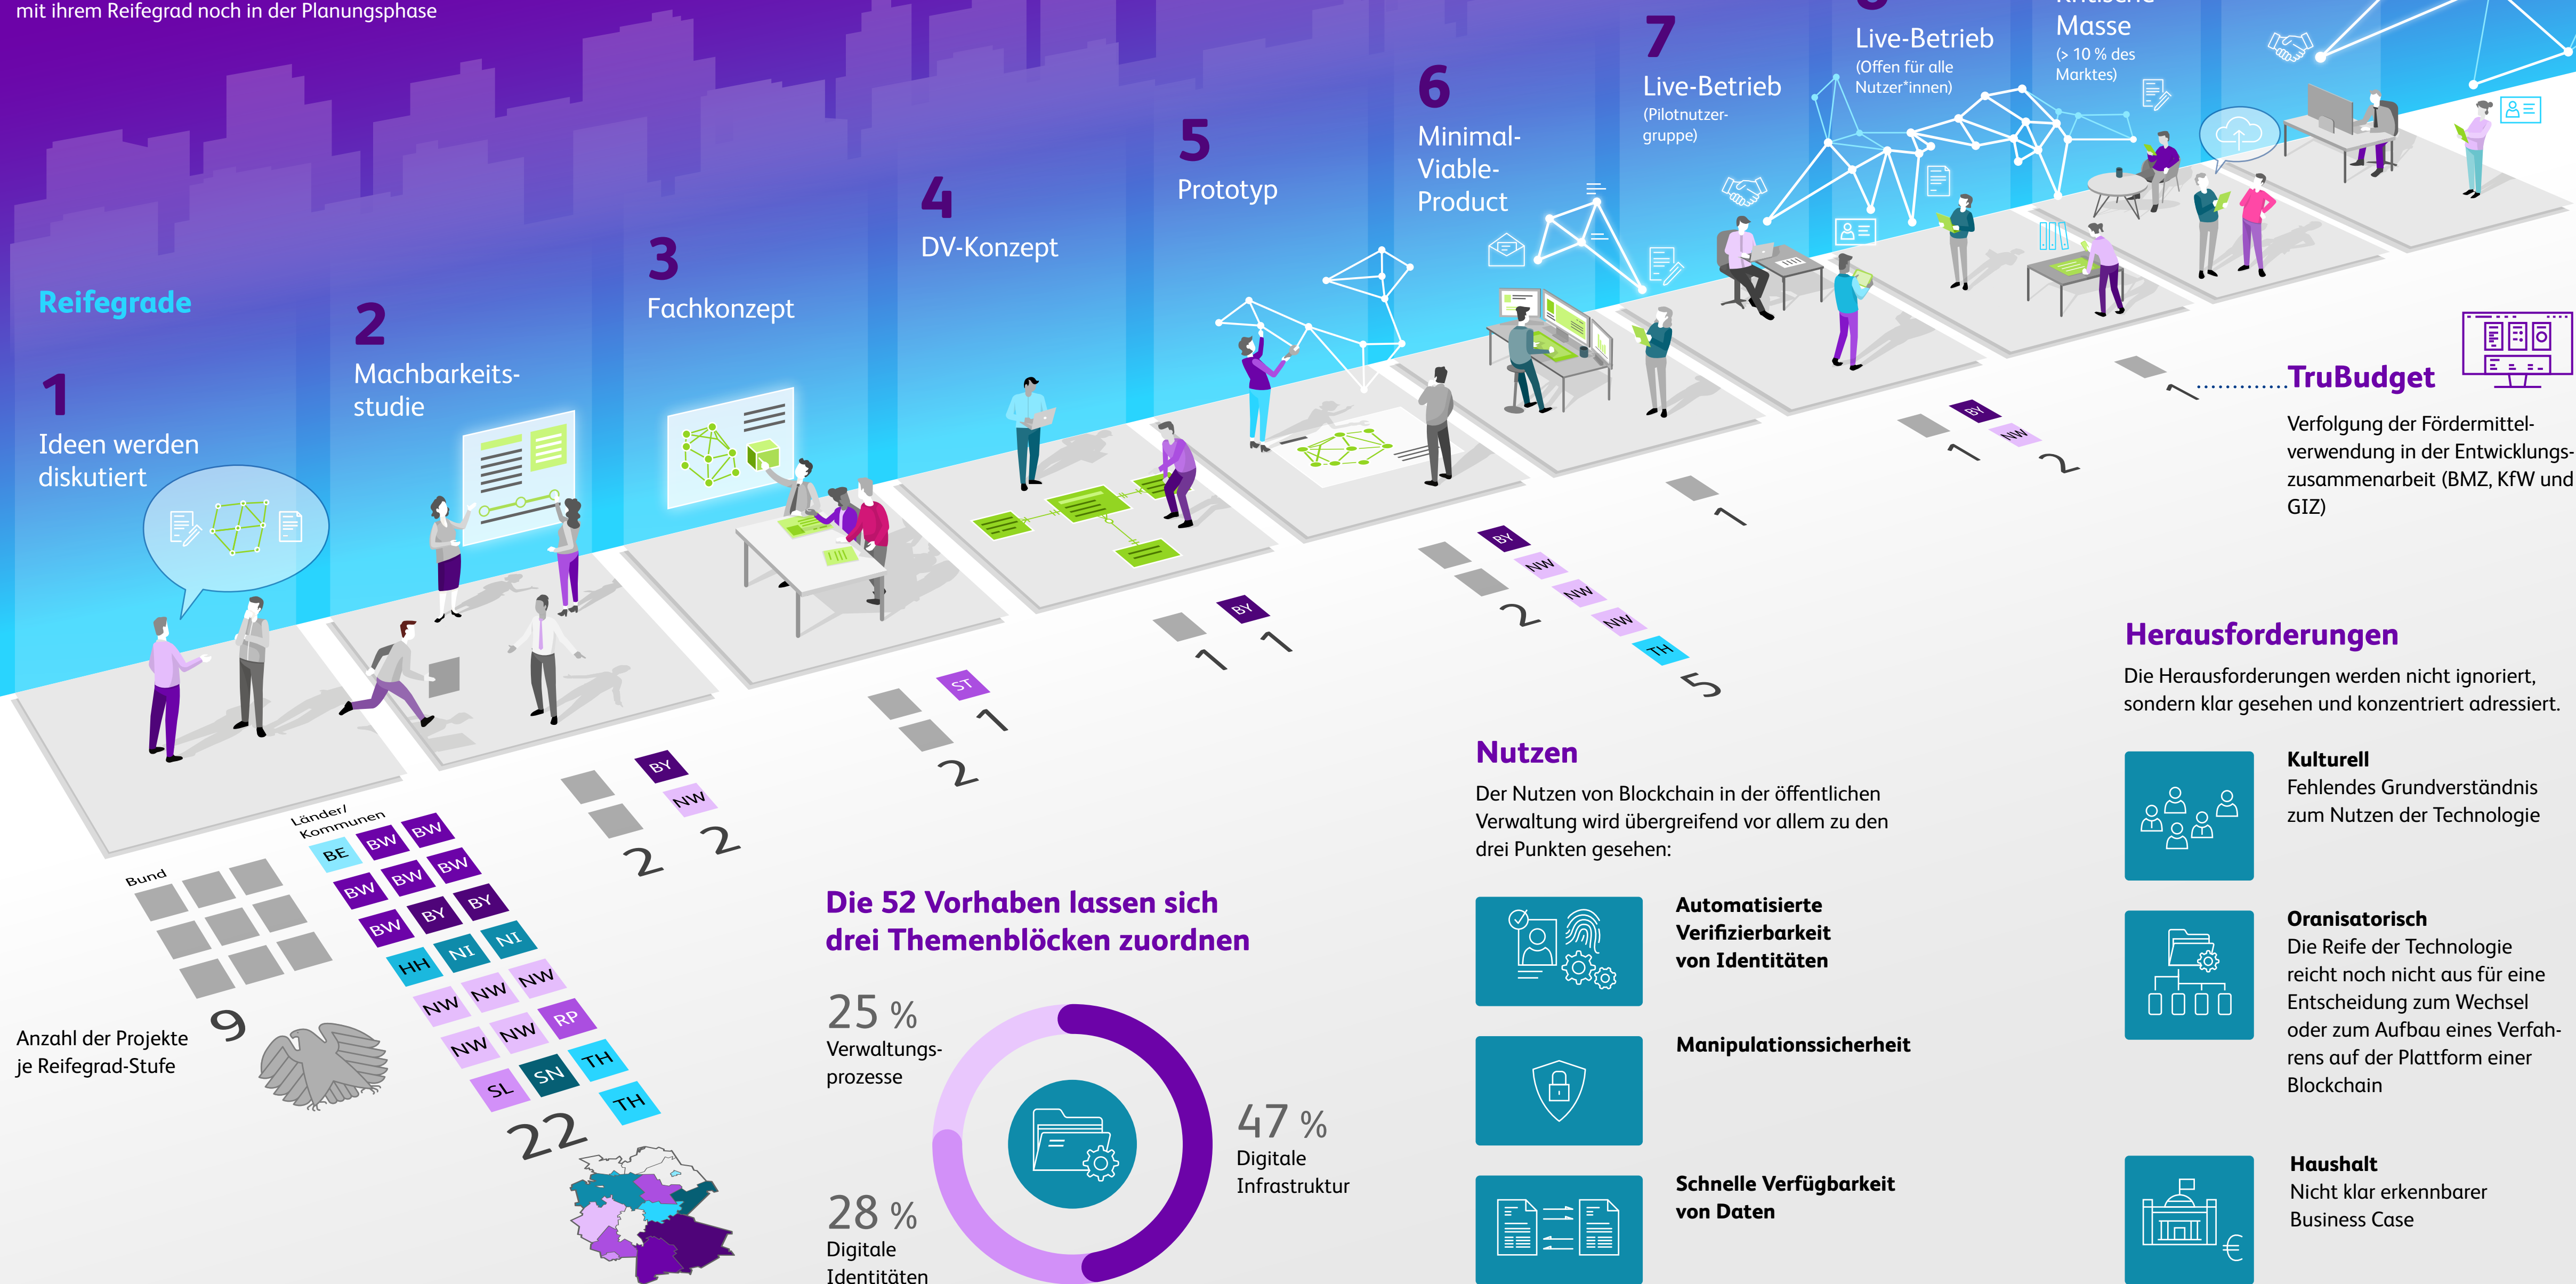 mit ihrem Reifegrad noch in der Planungsphase
Reifegrade
1
Ideen werden
diskutiert
2
Machbarkeits-
studie
3
Fachkonzept
4
DV-Konzept
5
Prototyp
6
Minimal-
Viable-
Product
7
Live-Betrieb
(Pilotnutzer-
gruppe)
Live-Betrieb
(Offen für alle
Nutzer*innen)
Masse
(> 10 % des
Marktes)
Bund
9
Länder/
Kommunen
BE BW BW
BW BW BW
BW BY BY
HH NI NI
NW NW NW
NW NW RP
SL SN TH
TH
22
Anzahl der Projekte
je Reifegrad-Stufe
2
BY
NW
2
2
ST
1
1
BY
1
2
BY
NW
NW
NW
TH
5
1
1
BY
NW
2
1
TruBudget
Verfolgung der Fördermittel-
verwendung in der Entwicklungs-
zusammenarbeit (BMZ, KfW und
GIZ)
Die 52 Vorhaben lassen sich
drei Themenblöcken zuordnen
25 %
Verwaltungs-
prozesse
28 %
Digitale
Identitäten
47 %
Digitale
Infrastruktur
Nutzen
Der Nutzen von Blockchain in der öffentlichen
Verwaltung wird übergreifend vor allem zu den
drei Punkten gesehen:
Automatisierte
Verifizierbarkeit
von Identitäten
Manipulationssicherheit
Schnelle Verfügbarkeit
von Daten
Herausforderungen
Die Herausforderungen werden nicht ignoriert,
sondern klar gesehen und konzentriert adressiert.
Kulturell
Fehlendes Grundverständnis
zum Nutzen der Technologie
Oranisatorisch
Die Reife der Technologie
reicht noch nicht aus für eine
Entscheidung zum Wechsel
oder zum Aufbau eines Verfah-
rens auf der Plattform einer
Blockchain
Haushalt
Nicht klar erkennbarer
Business Case
€